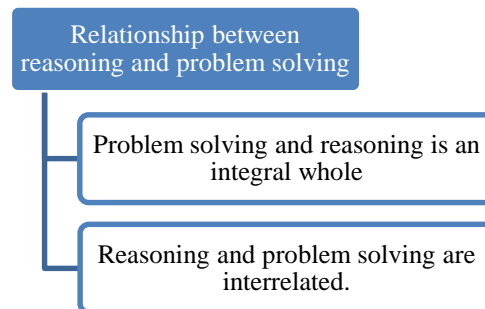 Relationship between
reasoning and problem solving
Problem solving and reasoning is an
integral whole
Reasoning and problem solving are
interrelated.